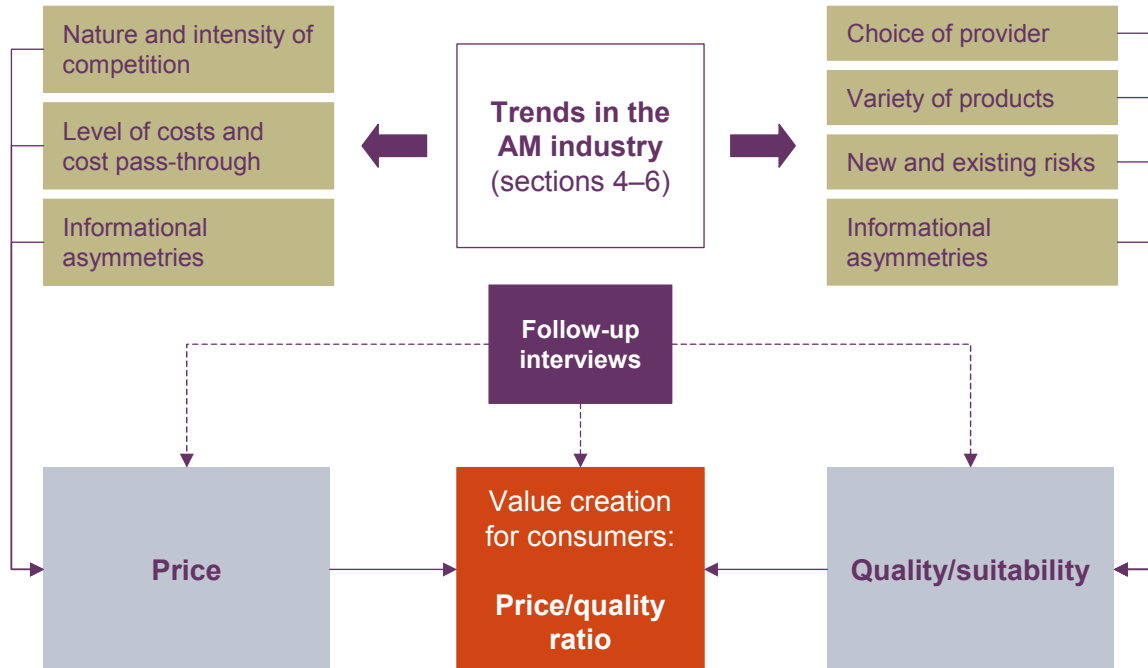 Nature and intensity of
competition
Level of costs and
cost pass-through
Informational
asymmetries
Trends in the
AM industry
(sections 4–6)
Choice of provider
Variety of products
New and existing risks
Informational
asymmetries
Follow-up
interviews
Price
Value creation
for consumers:
Price/quality
ratio
Quality/suitability